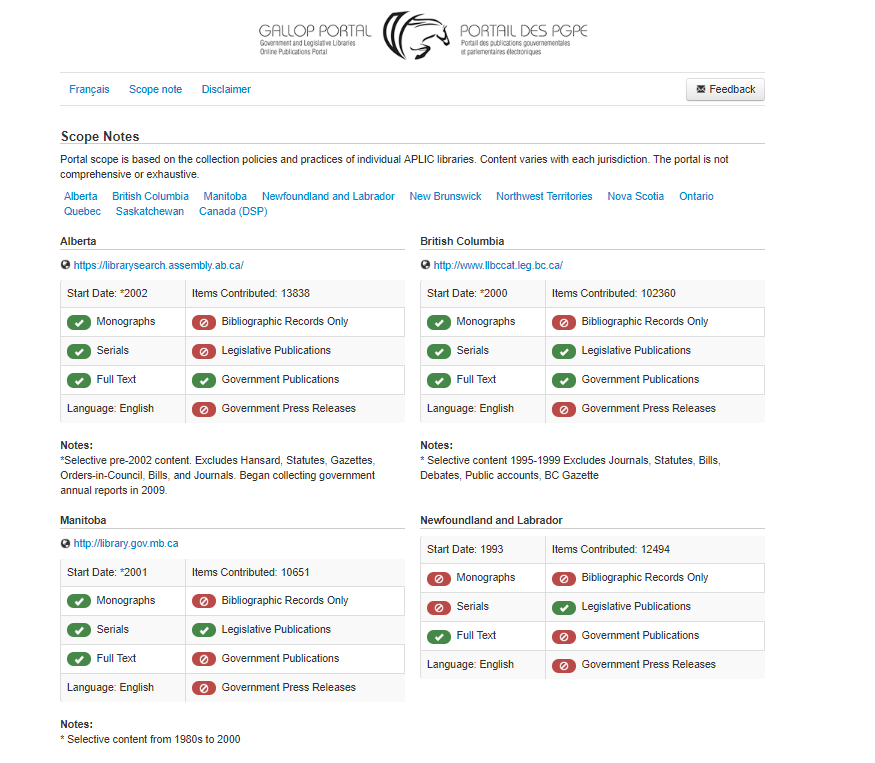 GALLOP PORTAL
Government and Legislative Libraries
Online Publications Portal
PORTAIL DES PGPE
Portail des publications gouvernementales
et parlementaires électroniques
Français Scope note Disclaimer Feedback
Scope Notes
Portal scope is based on the collection policies and practices of individual APLIC libraries. Content varies with each jurisdiction. The portal is not
comprehensive or exhaustive.
Alberta British Columbia Manitoba Newfoundland and Labrador New Brunswick Northwest Territories Nova Scotia Ontario
Quebec Saskatchewan Canada (DSP)
Alberta
https://librarysearch.assembly.ab.ca/
Start Date: *2002 Items Contributed: 13838
Monographs Bibliographic Records Only
Serials Legislative Publications
Full Text Government Publications
Language: English Government Press Releases
Notes:
*Selective pre-2002 content. Excludes Hansard, Statutes, Gazettes,
Orders-in-Council, Bills, and Journals. Began collecting government
annual reports in 2009.
British Columbia
http://www.llbccat.leg.bc.ca/
Start Date: *2000 Items Contributed: 102360
Monographs Bibliographic Records Only
Serials Legislative Publications
Full Text Government Publications
Language: English Government Press Releases
Notes:
* Selective content 1995-1999 Excludes Journals, Statutes, Bills,
Debates, Public accounts, BC Gazette
Manitoba
http://library.gov.mb.ca
Start Date: *2001 Items Contributed: 10651
Monographs Bibliographic Records Only
Serials Legislative Publications
Full Text Government Publications
Language: English Government Press Releases
Notes:
* Selective content from 1980s to 2000
Newfoundland and Labrador
Start Date: 1993 Items Contributed: 12494
Monographs Bibliographic Records Only
Serials Legislative Publications
Full Text Government Publications
Language: English Government Press Releases